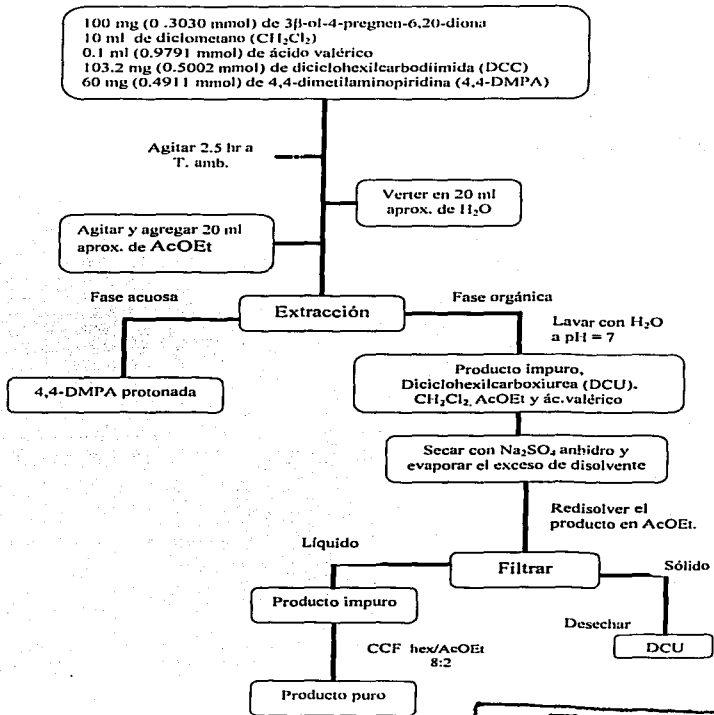 100 mg (0 .3030 mmol) de 3β-ol-4-pregnen-6,20-diona
10 ml de diclometano (CH₂Cl₂)
0.1 ml (0.9791 mmol) de ácido valérico
103.2 mg (0.5002 mmol) de diciclohexilcarbodiimida (DCC)
60 mg (0.4911 mmol) de 4,4-dimetilaminopiridina (4,4-DMPA)
Agitar 2.5 hr a
T. amb.
Verter en 20 ml
aprox. de H₂O
Agitar y agregar 20 ml
aprox. de AcOEt
Fase acuosa
Extracción
Fase orgánica
Lavar con H₂O
a pH = 7
4,4-DMPA protonada
Producto impuro,
Diciclohexilcarboxiurea (DCU).
CH₂Cl₂, AcOEt y ác.valérico
Secar con Na₂SO₄ anhidro y
evaporar el exceso de disolvente
Redisolver el
producto en AcOEt.
Líquido
Filtrar
Sólido
Producto impuro
Desechar
DCU
CCF hex/AcOEt
8:2
Producto puro